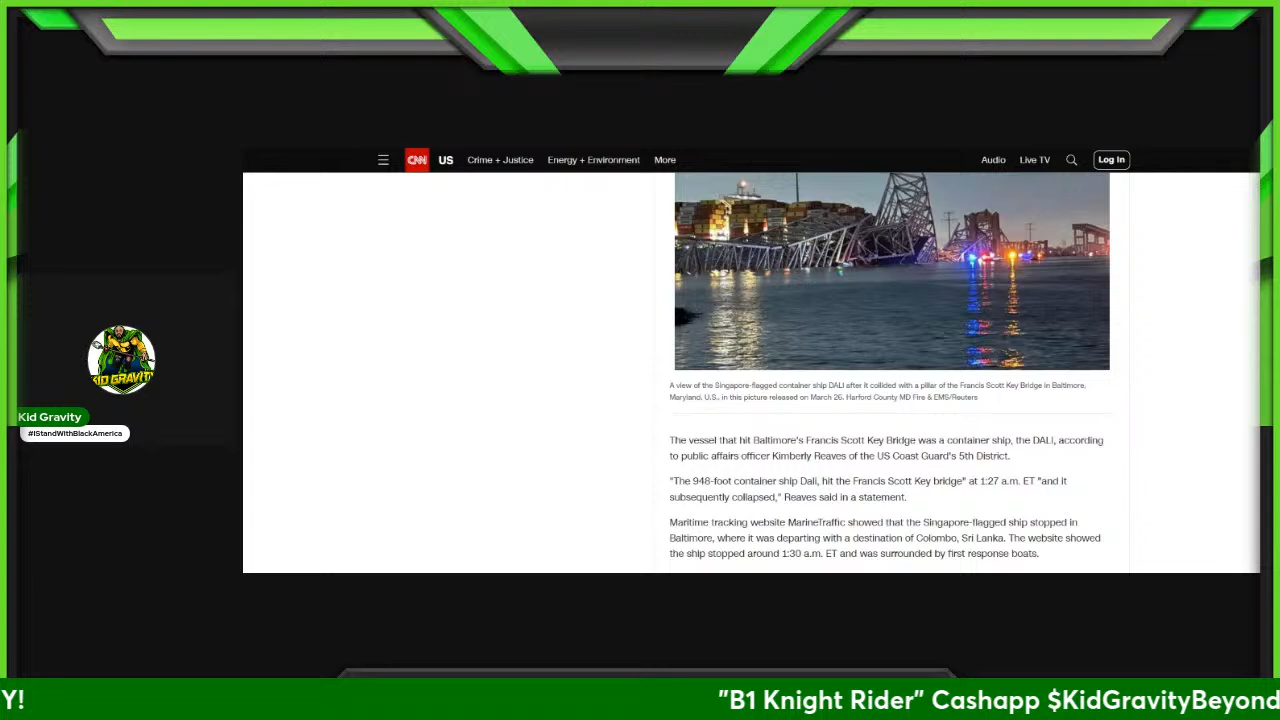 CNN US Crime + Justice Energy + Environment More Audio Live TV Log In
A view of the Singapore-flagged container ship DALI after it collided with a pillar of the Francis Scott Key Bridge in Baltimore,
Maryland, U.S., in this picture released on March 26. Harford County MD Fire & EMS/Reuters
The vessel that hit Baltimore's Francis Scott Key Bridge was a container ship, the DALI, according
to public affairs officer Kimberly Reaves of the US Coast Guard's 5th District.
"The 948-foot container ship Dali, hit the Francis Scott Key bridge" at 1:27 a.m. ET "and it
subsequently collapsed," Reaves said in a statement.
Maritime tracking website MarineTraffic showed that the Singapore-flagged ship stopped in
Baltimore, where it was departing with a destination of Colombo, Sri Lanka. The website showed
the ship stopped around 1:30 a.m. ET and was surrounded by first response boats.
KID GRAVITY
Kid Gravity
#IStandWithBlackAmerica
Y! "B1 Knight Rider" Cashapp $KidGravityBeyond